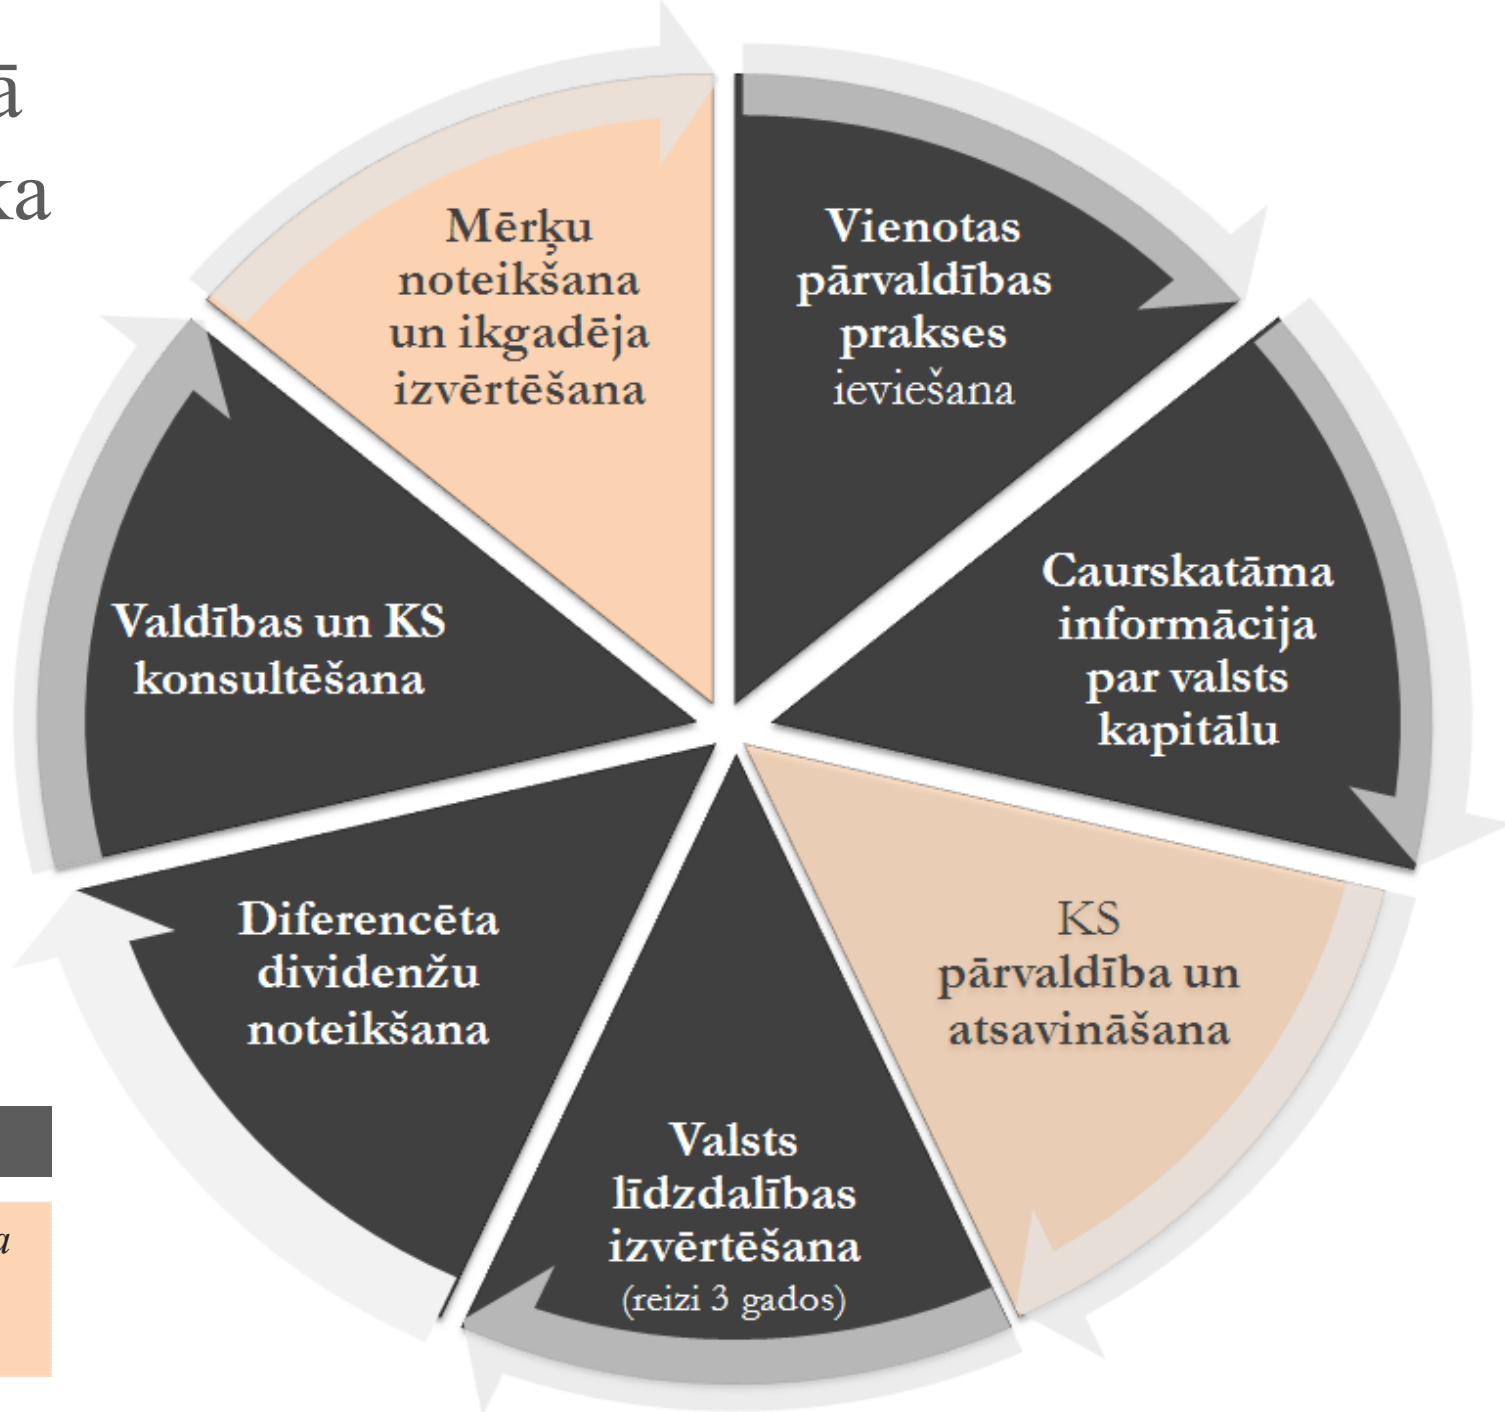 ā
ka
Mērķu
noteikšana
un ikgadēja
izvērtēšana
Vienotas
pārvaldības
prakses
ieviešana
Caurskatāma
informācija
par valsts
kapitālu
KS
pārvaldība un
atsavināšana
Valsts
līdzdalības
izvērtēšana
(reizi 3 gados)
Diferencēta
dividenžu
noteikšana
Valdības un KS
konsultēšana
a